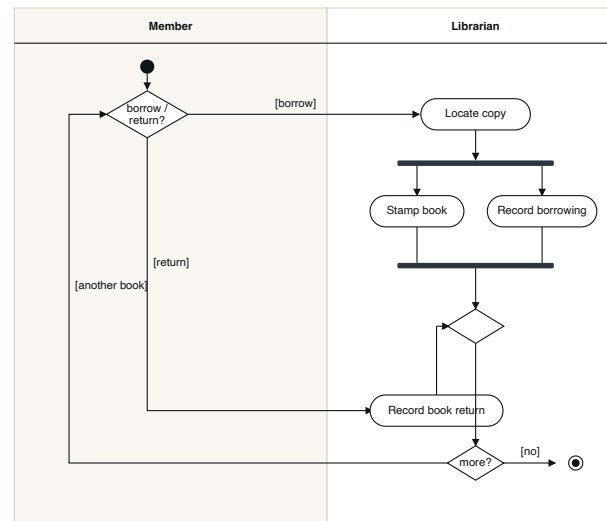 Member
Librarian
borrow /
return?
[borrow]
Locate copy
Stamp book
Record borrowing
[return]
[another book]
Record book return
more?
[no]